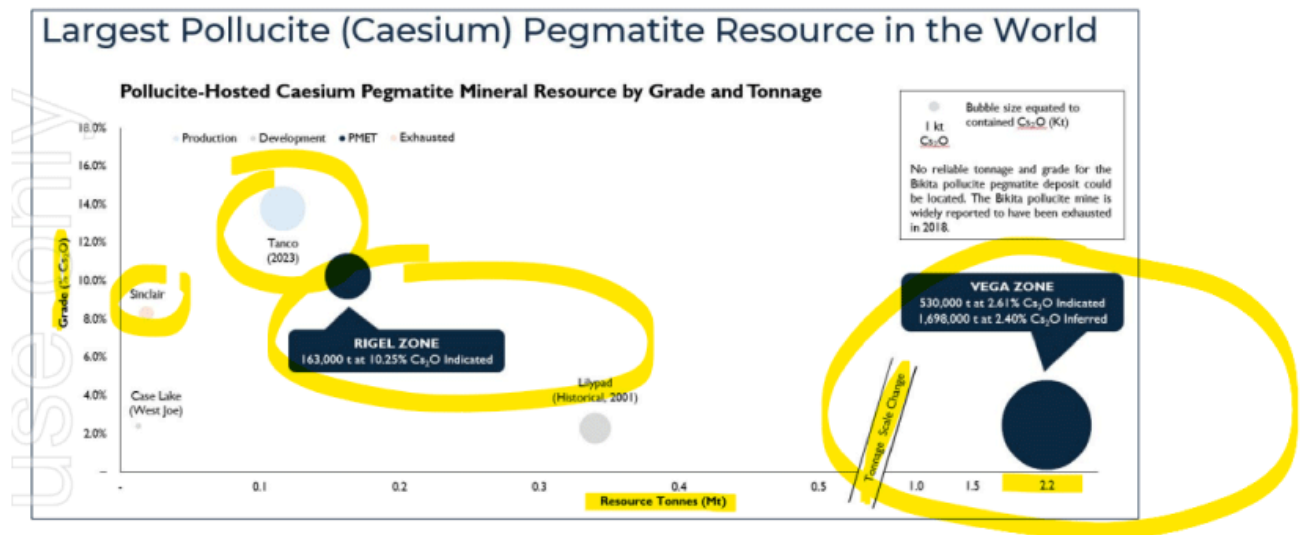 Largest Pollucite (Caesium) Pegmatite Resource in the World
Pollucite-Hosted Caesium Pegmatite Mineral Resource by Grade and Tonnage
Production Development PMET Exhausted
Bubble size equated to
contained Cs₂O (Kt)
1 kt
Cs₂O
No reliable tonnage and grade for the
Bikita pollucite pegmatite deposit could
be located. The Bikita pollucite mine is
widely reported to have been exhausted
in 2018.
use only
Grade (% Cs₂O)
18.0%
16.0%
14.0%
12.0%
10.0%
8.0%
6.0%
4.0%
2.0%
–
Tanco
(2023)
Sinclair
RIGEL ZONE
163,000 t at 10.25% Cs₂O Indicated
VEGA ZONE
530,000 t at 2.61% Cs₂O Indicated
1,698,000 t at 2.40% Cs₂O Inferred
Case Lake
(West Joe)
Lilypad
(Historical, 2001)
Tonnage Scale Change
- 0.1 0.2 0.3 0.4 0.5 1.0 1.5 2.2
Resource Tonnes (Mt)